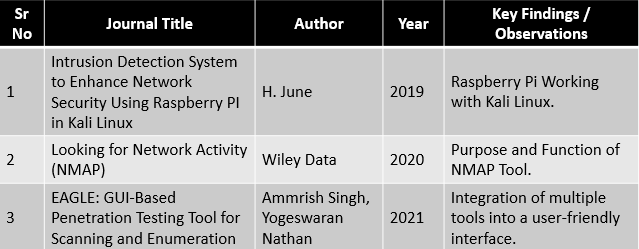 Sr No Journal Title Author Year Key Findings / Observations
1 Intrusion Detection System to Enhance Network Security Using Raspberry PI in Kali Linux H. June 2019 Raspberry Pi Working with Kali Linux.
2 Looking for Network Activity (NMAP) Wiley Data 2020 Purpose and Function of NMAP Tool.
3 EAGLE: GUI-Based Penetration Testing Tool for Scanning and Enumeration Ammrish Singh, Yogeswaran Nathan 2021 Integration of multiple tools into a user-friendly interface.